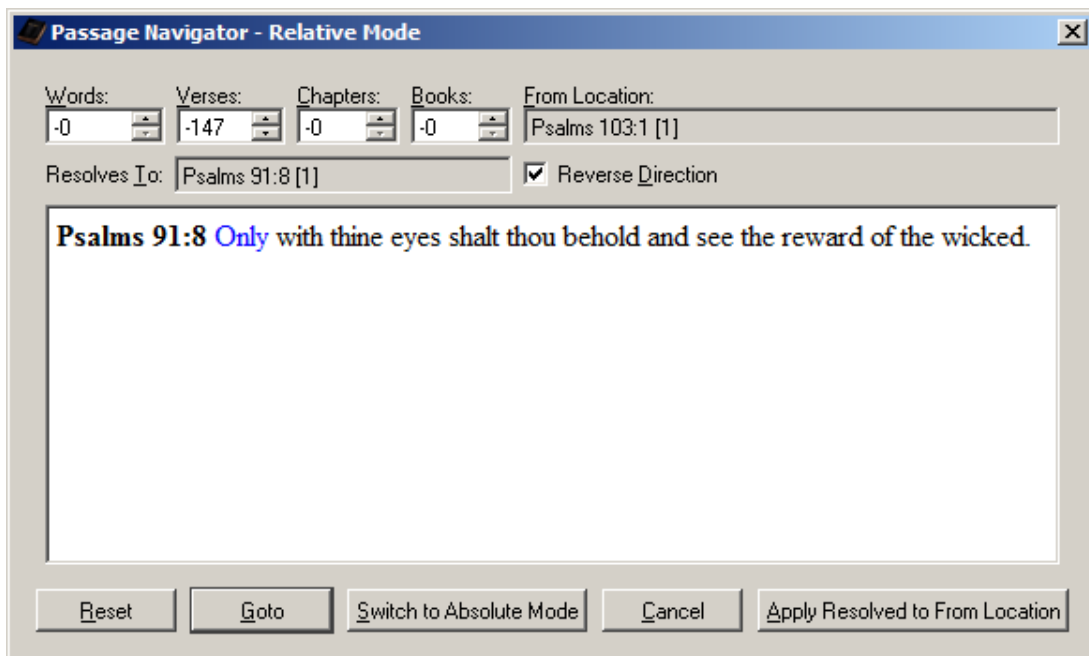 Passage Navigator - Relative Mode
Words: Verses: Chapters: Books: From Location:
-0 -147 -0 -0 Psalms 103:1 [1]
Resolves To: Psalms 91:8 [1] Reverse Direction
Psalms 91:8 Only with thine eyes shalt thou behold and see the reward of the wicked.
Reset Goto Switch to Absolute Mode Cancel Apply Resolved to From Location